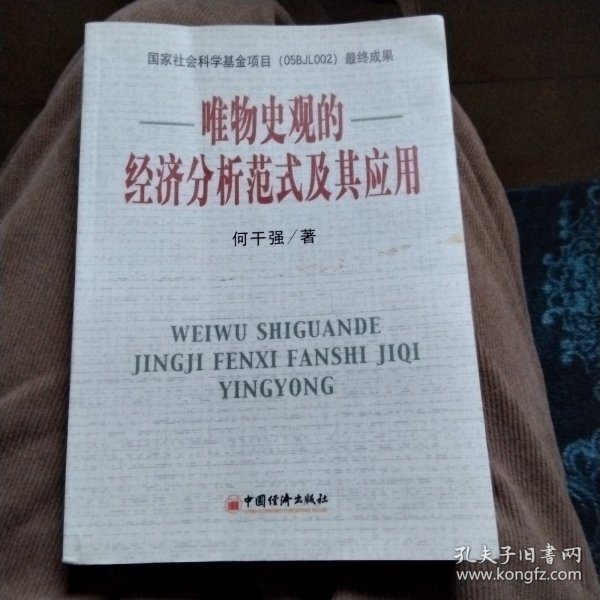 国家社会科学基金项目(05BJL002)最终成果
唯物史观的
经济分析范式及其应用
何干强/著
WEIWU SHIGUANDE
JINGJI FENXI FANSHI JIQI
YINGYONG
中国经济出版社
孔夫子旧书网
www.kongfz.com